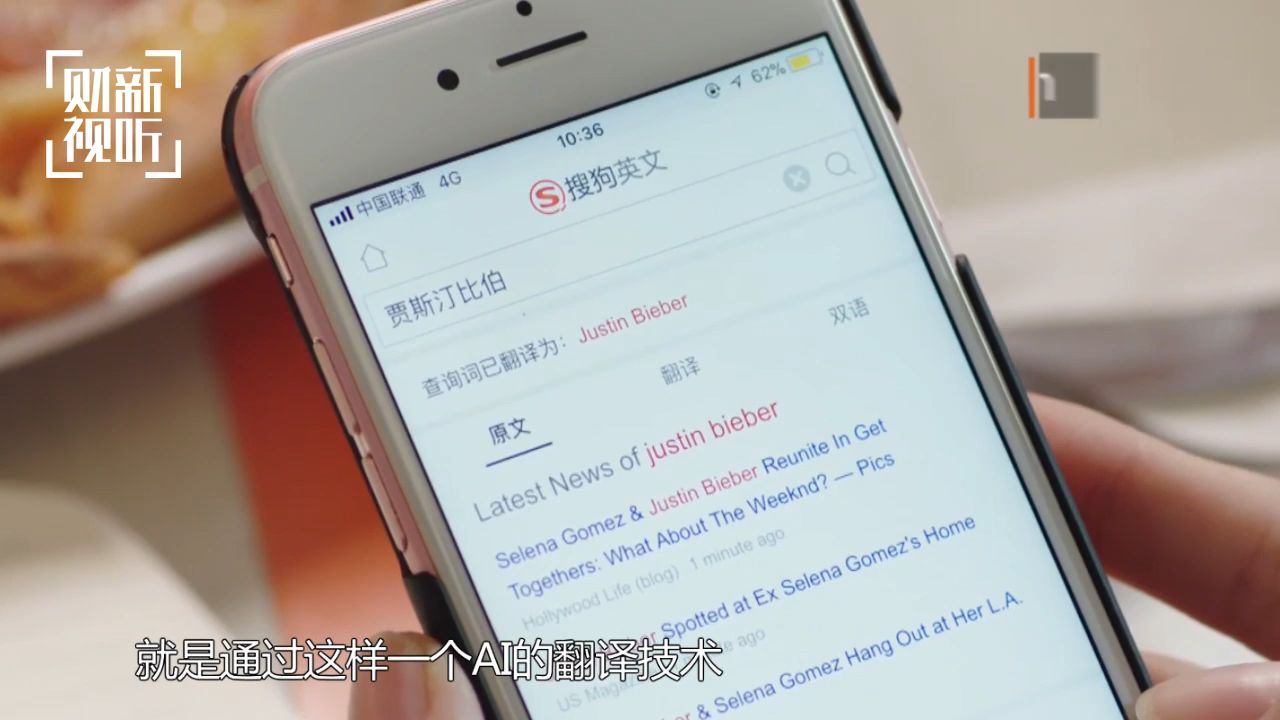 财新
视听
中国联通 4G 10:36 62%
S 搜狗英文
贾斯汀比伯
查询词已翻译为: Justin Bieber
原文 翻译 双语
Latest News of justin bieber
Selena Gomez & Justin Bieber Reunite In Get
Togethers: What About The Weeknd? — Pics
Hollywood Life (blog) 1 minute ago
Spotted at Ex Selena Gomez's Home
US ago
& Selena Gomez Hang Out at Her L.A.
就是通过这样一个AI的翻译技术